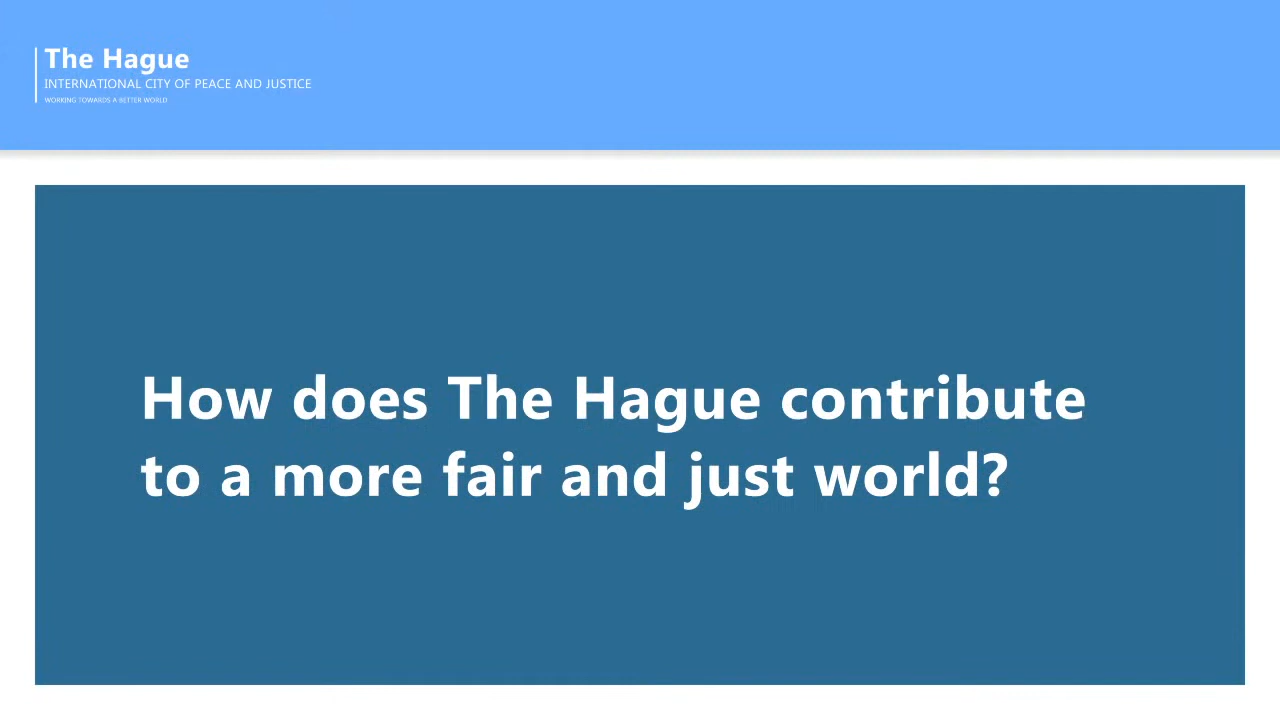 The Hague
INTERNATIONAL CITY OF PEACE AND JUSTICE
WORKING TOWARDS A BETTER WORLD
How does The Hague contribute
to a more fair and just world?